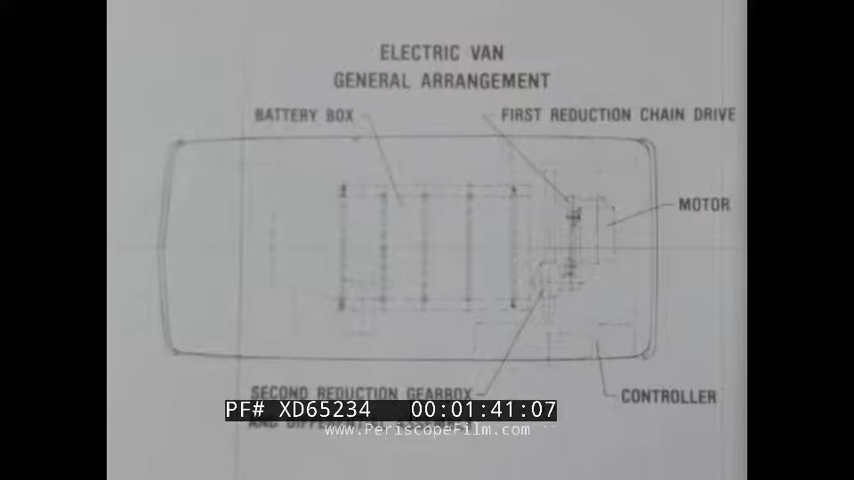 ELECTRIC VAN
GENERAL ARRANGEMENT
BATTERY BOX
FIRST REDUCTION CHAIN DRIVE
MOTOR
SECOND REDUCTION GEARBOX
CONTROLLER
PF# XD65234 00:01:41:07
AND
www.PeriscopeFilm.com